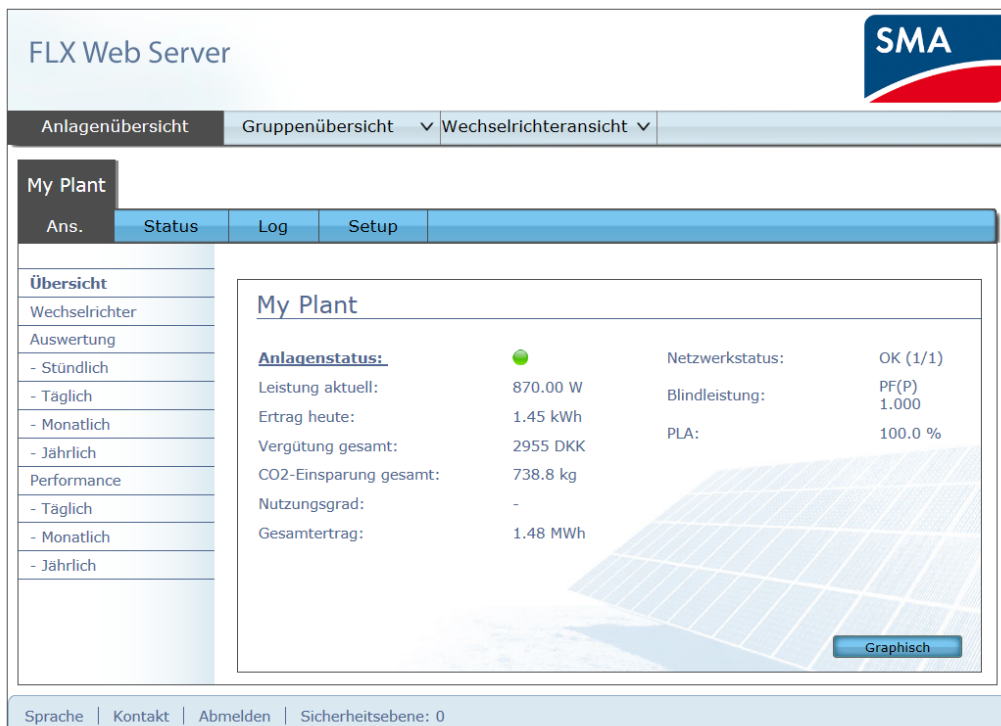 FLX Web Server
SMA
Anlagenübersicht
Gruppenübersicht
Wechselrichteransicht
My Plant
Ans.
Status
Log
Setup
Übersicht
Wechselrichter
Auswertung
- Stündlich
- Täglich
- Monatlich
- Jährlich
Performance
- Täglich
- Monatlich
- Jährlich
My Plant
Anlagenstatus:
Leistung aktuell: 870.00 W
Ertrag heute: 1.45 kWh
Vergütung gesamt: 2955 DKK
CO2-Einsparung gesamt: 738.8 kg
Nutzungsgrad: -
Gesamtertrag: 1.48 MWh
Netzwerkstatus: OK (1/1)
Blindleistung: PF(P)
1.000
PLA: 100.0 %
Graphisch
Sprache | Kontakt | Abmelden | Sicherheitsebene: 0